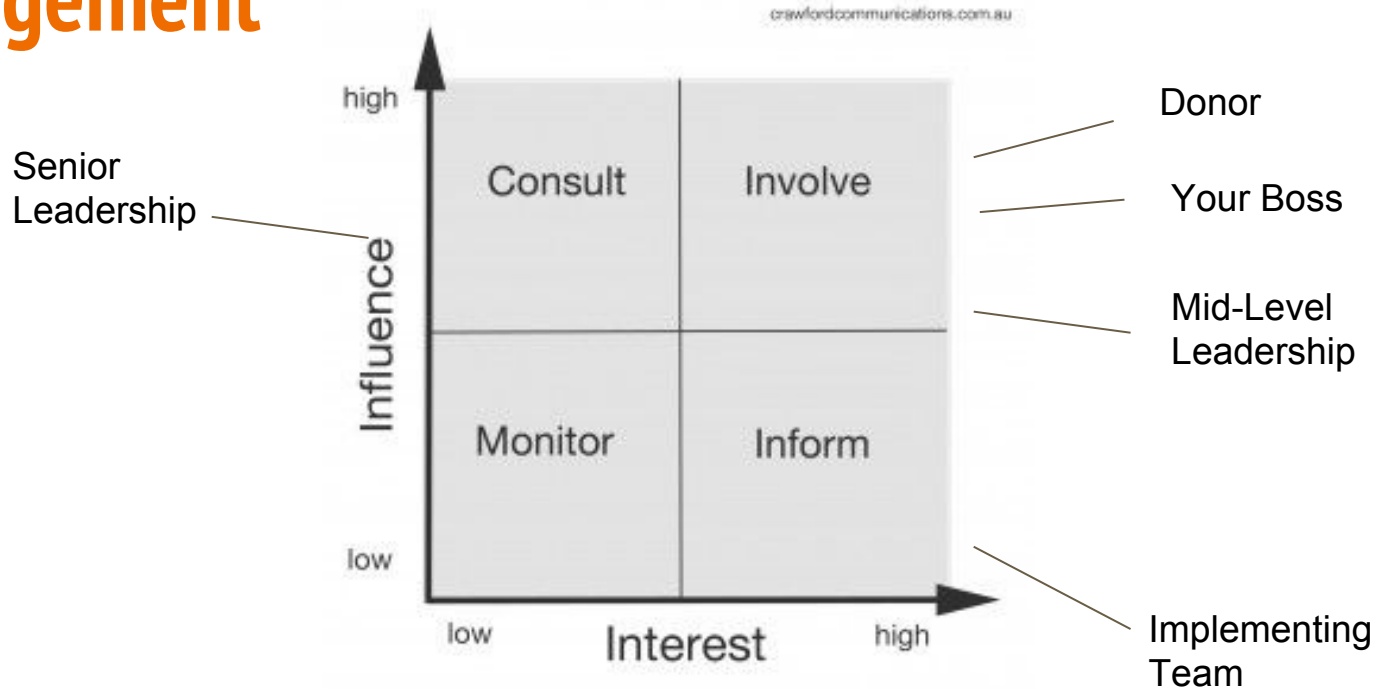 gement
crawfordcommunications.com.au
high
Senior
Leadership
Consult
Involve
Donor
Your Boss
Influence
Mid-Level
Leadership
Monitor
Inform
low
low
Interest
high
Implementing
Team